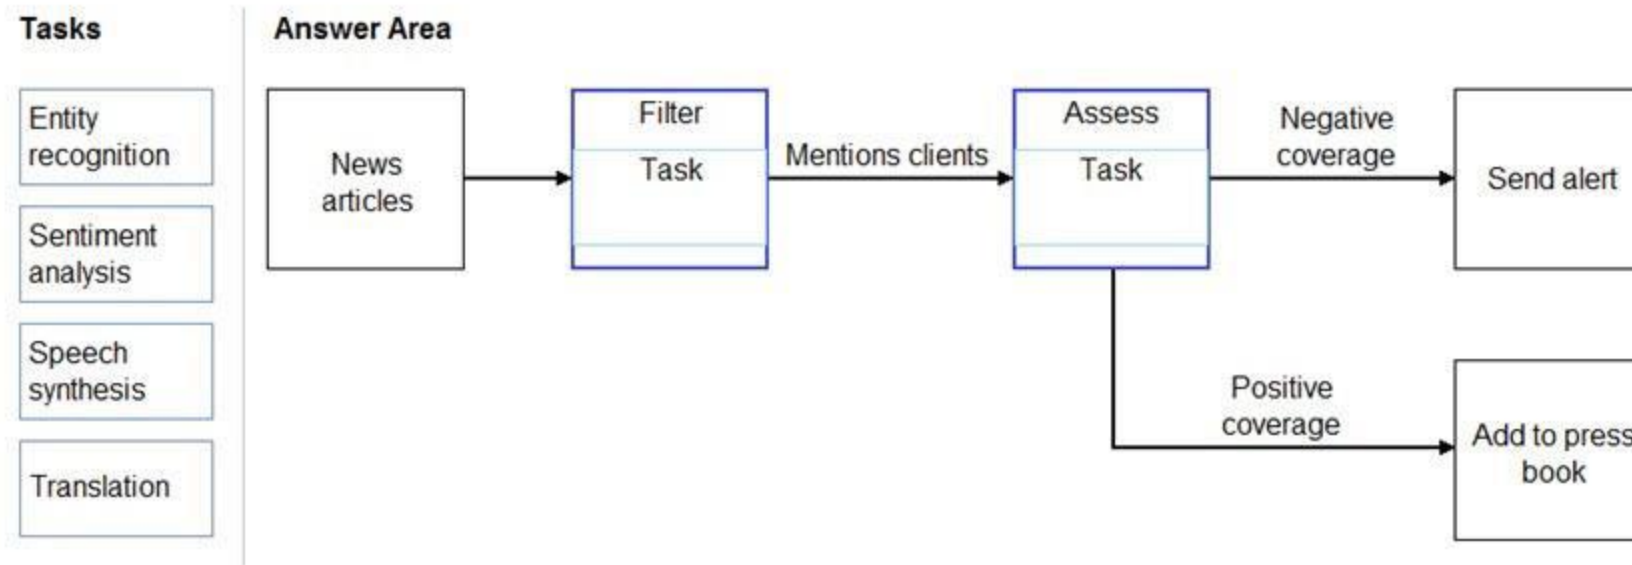 Tasks
Answer Area
Entity
recognition
Sentiment
analysis
Speech
synthesis
Translation
News
articles
Filter
Task
Mentions clients
Assess
Task
Negative
coverage
Send alert
Positive
coverage
Add to press
book